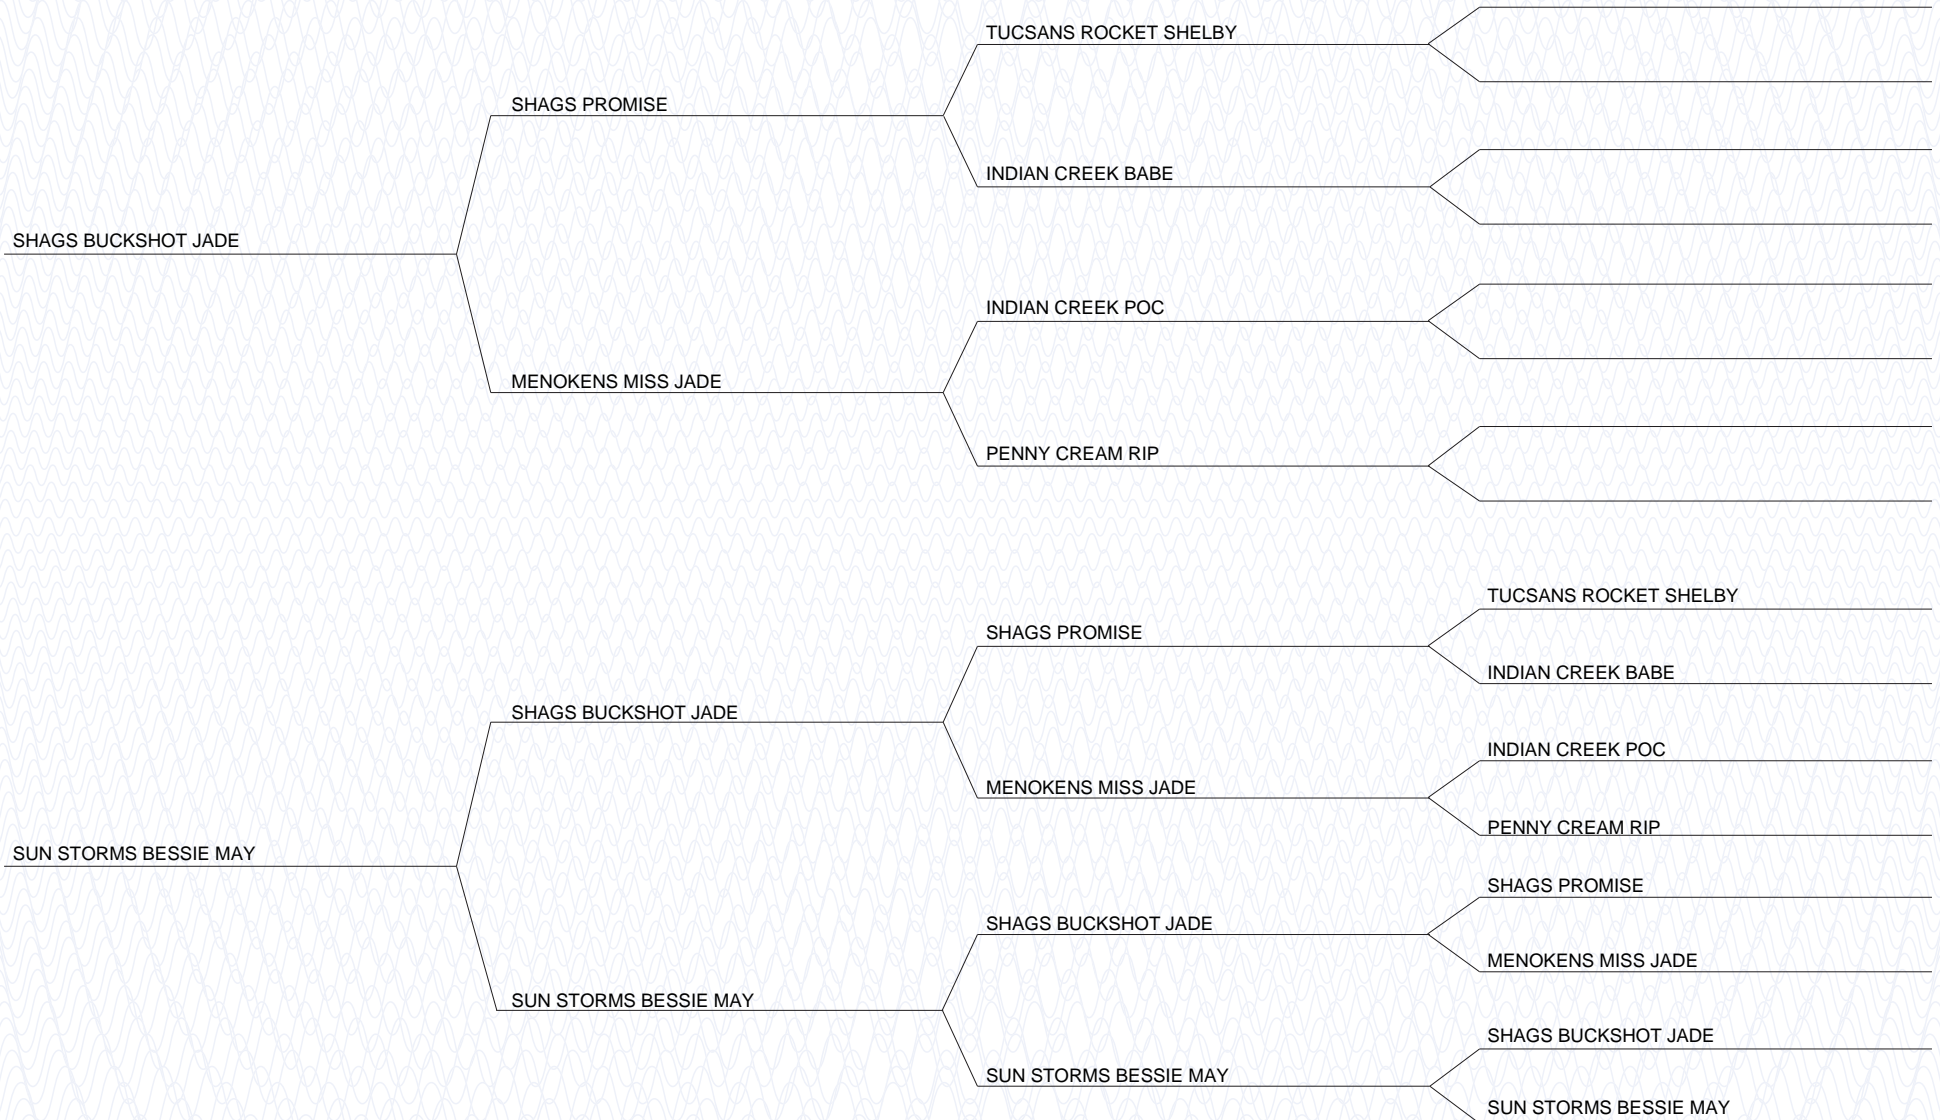 TUCSANS ROCKET SHELBY
SHAGS PROMISE
INDIAN CREEK BABE
SHAGS BUCKSHOT JADE
INDIAN CREEK POC
MENOKENS MISS JADE
PENNY CREAM RIP
TUCSANS ROCKET SHELBY
SHAGS PROMISE
INDIAN CREEK BABE
SHAGS BUCKSHOT JADE
INDIAN CREEK POC
MENOKENS MISS JADE
PENNY CREAM RIP
SUN STORMS BESSIE MAY
SHAGS PROMISE
SHAGS BUCKSHOT JADE
MENOKENS MISS JADE
SUN STORMS BESSIE MAY
SHAGS BUCKSHOT JADE
SUN STORMS BESSIE MAY
SUN STORMS BESSIE MAY